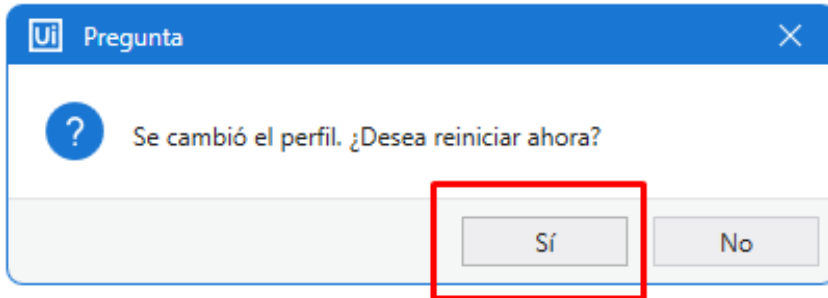 Ui Pregunta
? Se cambió el perfil. ¿Desea reiniciar ahora?
Sí No